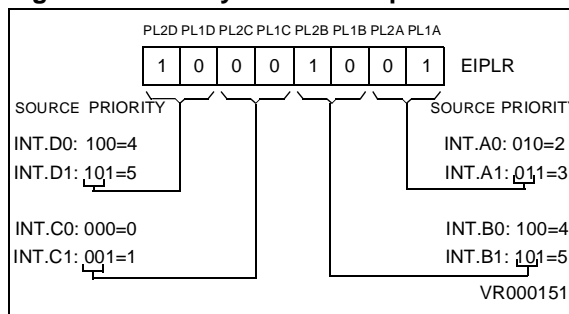 PL2D PL1D PL2C PL1C PL2B PL1B PL2A PL1A
1 0 0 0 1 0 0 1 EIPLR
SOURCE PRIORITY SOURCE PRIORIT
INT.D0: 100=4 INT.A0: 010=2
INT.D1: 101=5 INT.A1: 011=3
INT.C0: 000=0 INT.B0: 100=4
INT.C1: 001=1 INT.B1: 101=5
VR000151